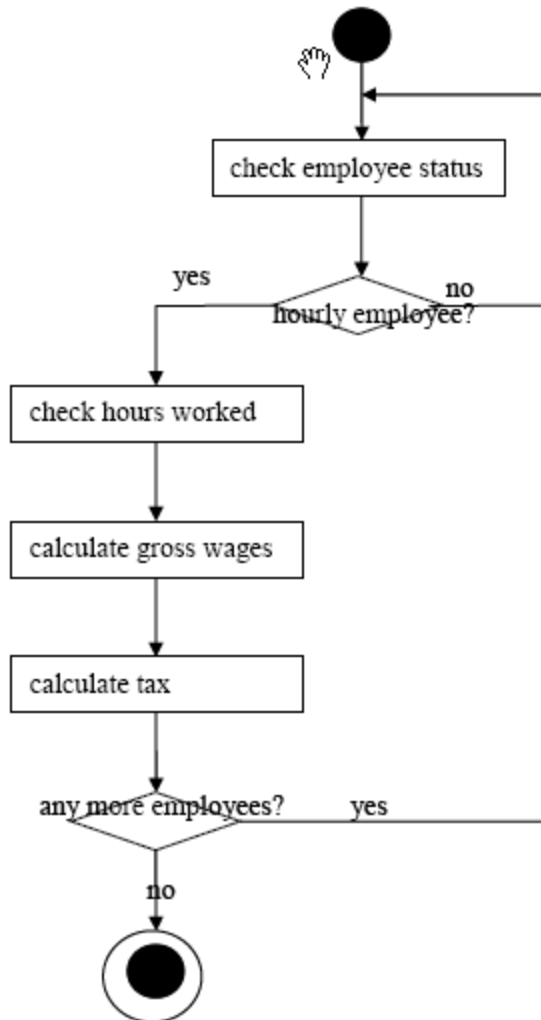 check employee status
yes
no
hourly employee?
check hours worked
calculate gross wages
calculate tax
any more employees?
yes
no